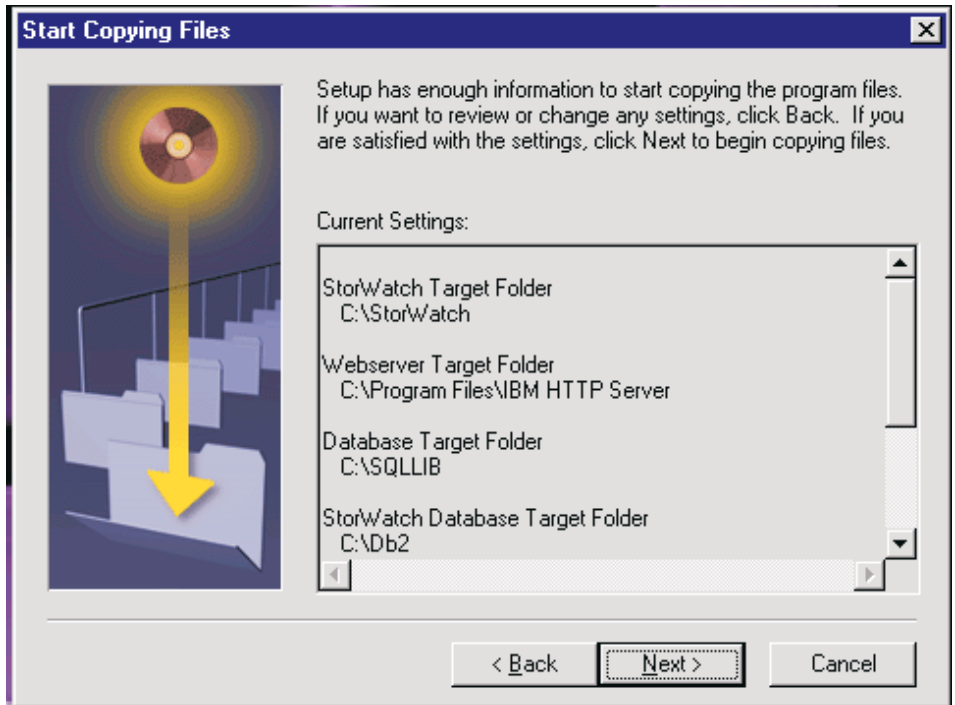 Start Copying Files
Setup has enough information to start copying the program files.
If you want to review or change any settings, click Back.  If you
are satisfied with the settings, click Next to begin copying files.
Current Settings:
StorWatch Target Folder
C:\StorWatch
Webserver Target Folder
C:\Program Files\IBM HTTP Server
Database Target Folder
C:\SQLLIB
StorWatch Database Target Folder
C:\Db2
< Back
Next >
Cancel